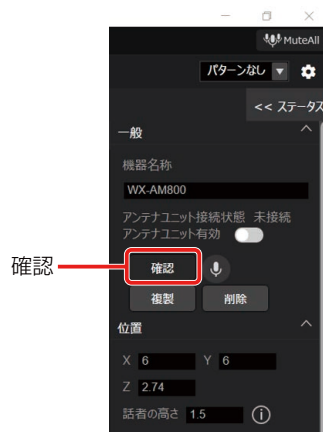 MuteAll
パターンなし
<< ステータス
一般
機器名称
WX-AM800
アンテナユニット接続状態 未接続
アンテナユニット有効
確認
確認
複製 削除
位置
X 6 Y 6
Z 2.74
話者の高さ 1.5